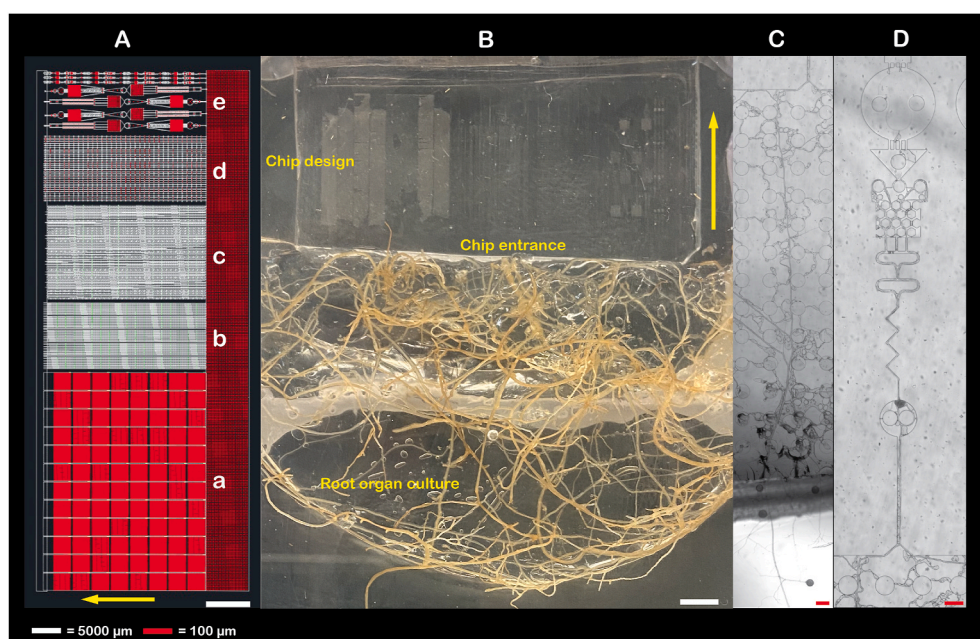 A
B
C
D
e
d
c
b
a
Chip design
Chip entrance
Root organ culture
= 5000 µm
= 100 µm